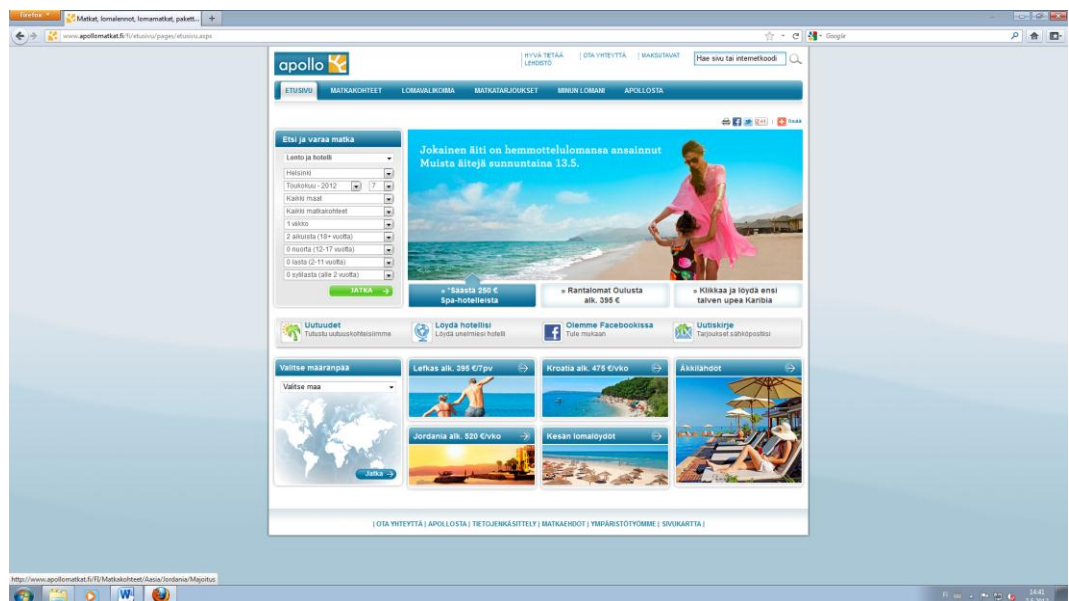 Firefox
Matkat, lomalennot, lomamatkat, pakett...
www.apollomatkat.fi/fi/etusivu/pages/etusivu.aspx
Google
apollo
HYVÄ TIETÄÄ | OTA YHTEYTTÄ | MAKSUTAVAT
LEHDISTÖ
Hae sivu tai internetkoodi
ETUSIVU MATKAKOHTEET LOMAVALIKOIMA MATKATARJOUKSET MINUN LOMANI APOLLOSTA
lisää
Etsi ja varaa matka
Lento ja hotelli
Helsinki
Toukokuu - 2012 7
Kaikki maat
Kaikki matkakohteet
1 viikko
2 aikuista (18+ vuotta)
0 nuorta (12-17 vuotta)
0 lasta (2-11 vuotta)
0 sylilasta (alle 2 vuotta)
JATKA
Jokainen äiti on hemmottelulomansa ansainnut
Muista äitejä sunnuntaina 13.5.
» *Säästä 250 €
Spa-hotelleista
» Rantalomat Oulusta
alk. 395 €
» Klikkaa ja löydä ensi
talven upea Karibia
Uutuudet
Tutustu uutuuskohteisiimme
Löydä hotellisi
Löydä unelmiesi hotelli
Olemme Facebookissa
Tule mukaan
Uutiskirje
Tarjoukset sähköpostiisi
Valitse määränpää
Valitse maa
Jatka
Lefkas alk. 395 €/7pv
Kroatia alk. 475 €/vko
Äkkilähdöt
Jordania alk. 520 €/vko
Kesän lomalöydöt
| OTA YHTEYTTÄ | APOLLOSTA | TIETOJENKÄSITTELY | MATKAEHDOT | YMPÄRISTÖTYÖMME | SIVUKARTTA |
http://www.apollomatkat.fi/FI/Matkakohteet/Aasia/Jordania/Majoitus
FI
14:41